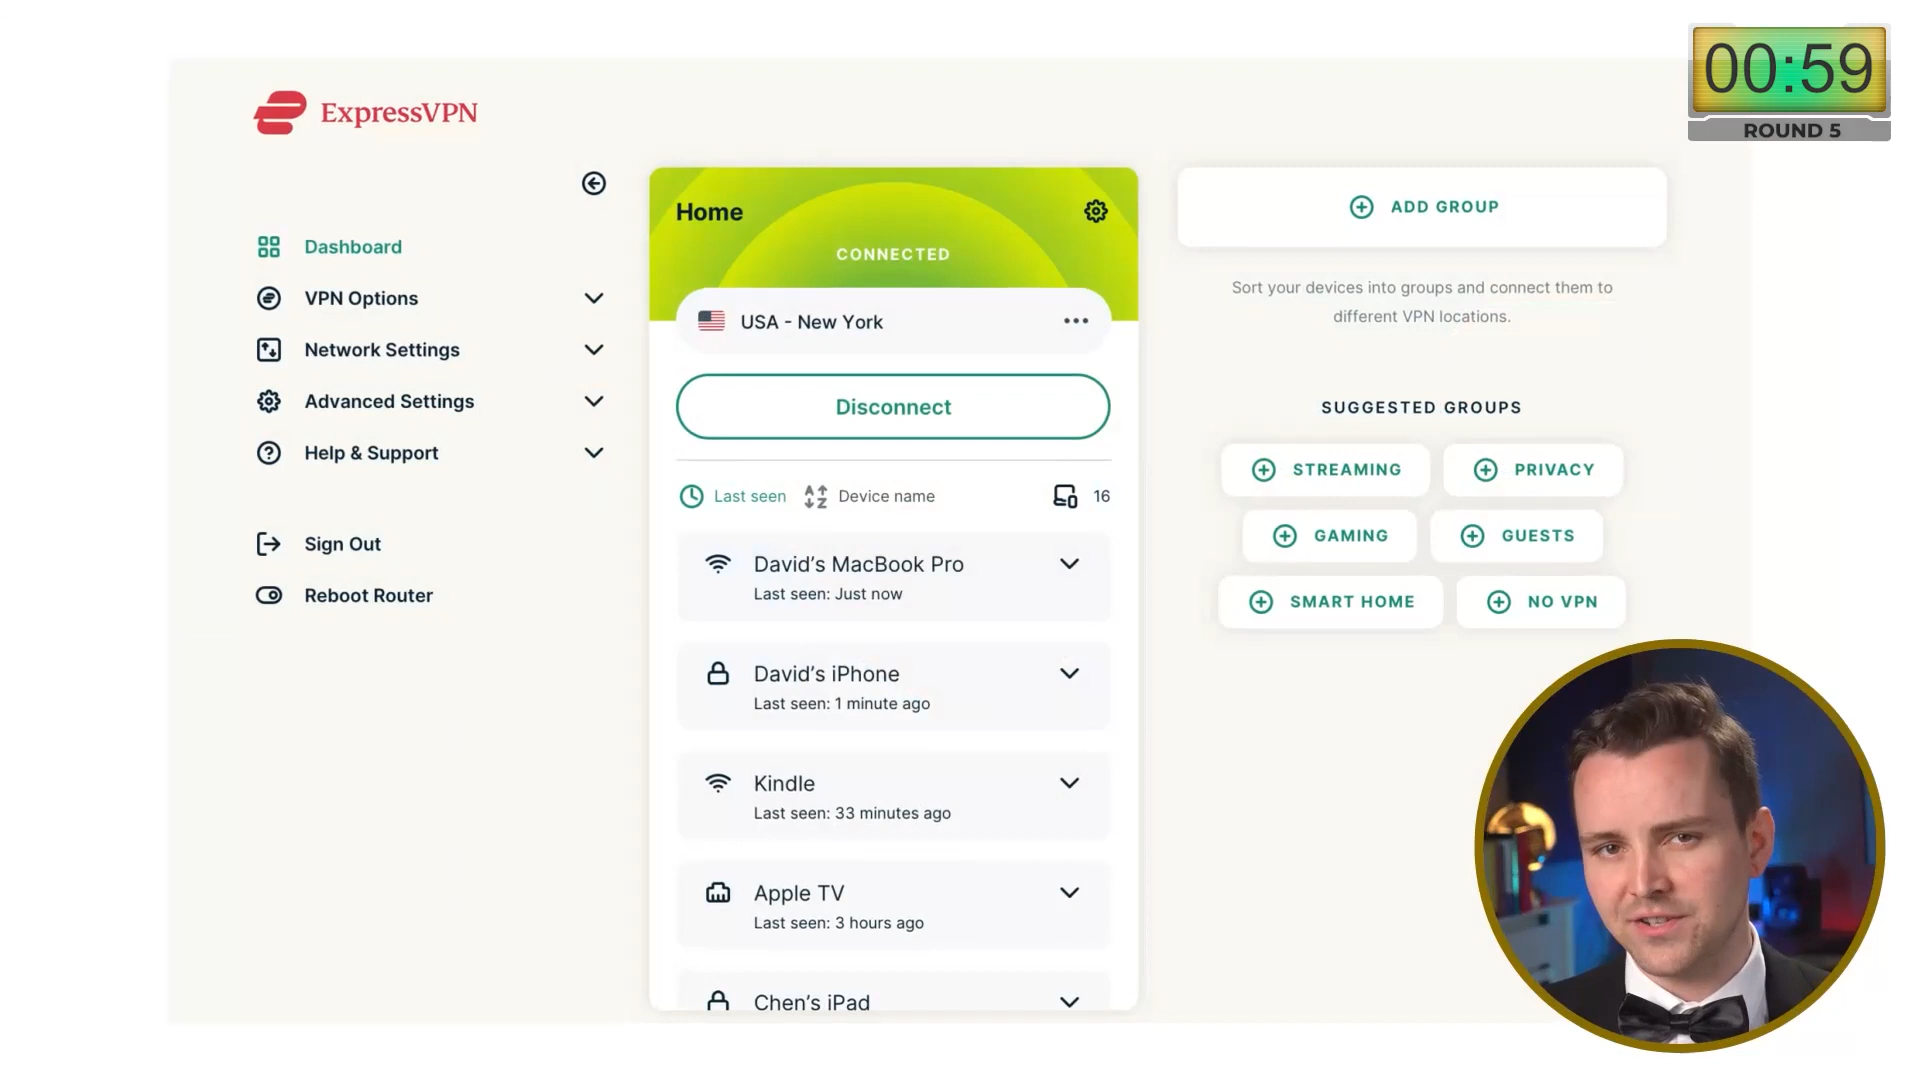 00:59
ROUND 5
ExpressVPN
Dashboard
VPN Options
Network Settings
Advanced Settings
Help & Support
Sign Out
Reboot Router
Home
CONNECTED
USA - New York
Disconnect
Last seen
Device name
16
David’s MacBook Pro
Last seen: Just now
David’s iPhone
Last seen: 1 minute ago
Kindle
Last seen: 33 minutes ago
Apple TV
Last seen: 3 hours ago
Chen’s iPad
ADD GROUP
Sort your devices into groups and connect them to
different VPN locations.
SUGGESTED GROUPS
STREAMING
PRIVACY
GAMING
GUESTS
SMART HOME
NO VPN